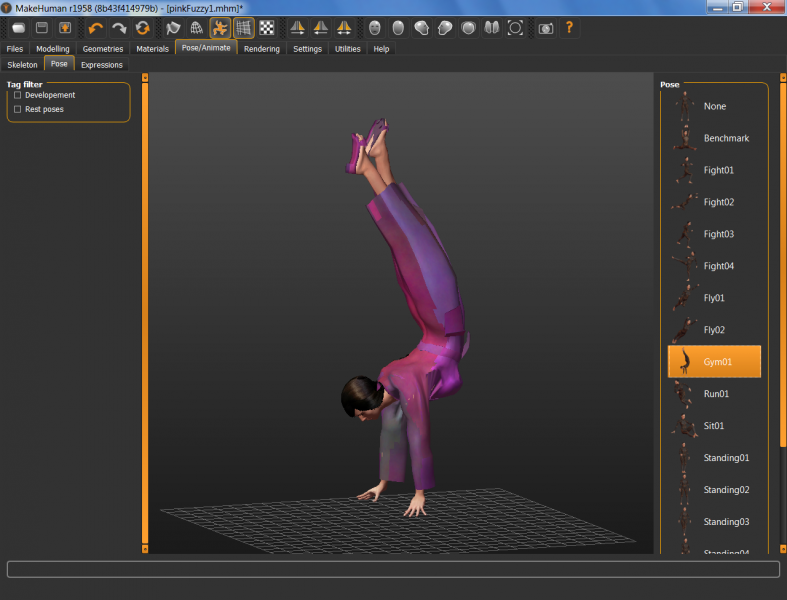 MakeHuman r1958 (8b43f414979b) - [pinkFuzzy1.mhm]*
Files Modelling Geometries Materials Pose/Animate Rendering Settings Utilities Help
Skeleton Pose Expressions
Tag filter
Developement
Rest poses
Pose
None
Benchmark
Fight01
Fight02
Fight03
Fight04
Fly01
Fly02
Gym01
Run01
Sit01
Standing01
Standing02
Standing03
Standing04